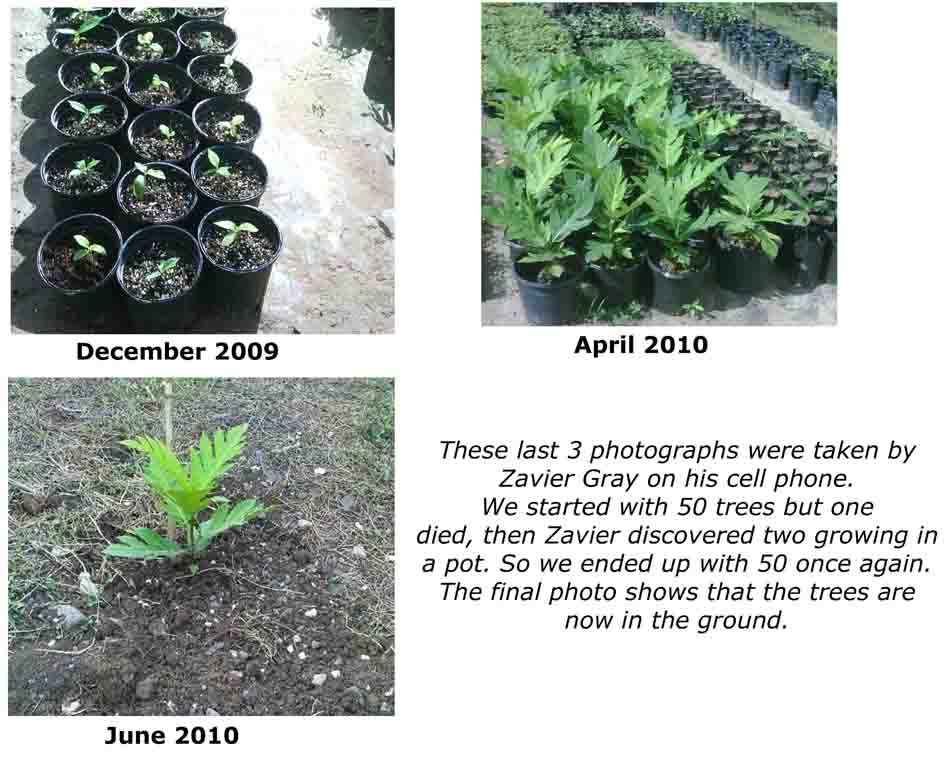 December 2009
April 2010
June 2010
These last 3 photographs were taken by
Zavier Gray on his cell phone.
We started with 50 trees but one
died, then Zavier discovered two growing in
a pot. So we ended up with 50 once again.
The final photo shows that the trees are
now in the ground.